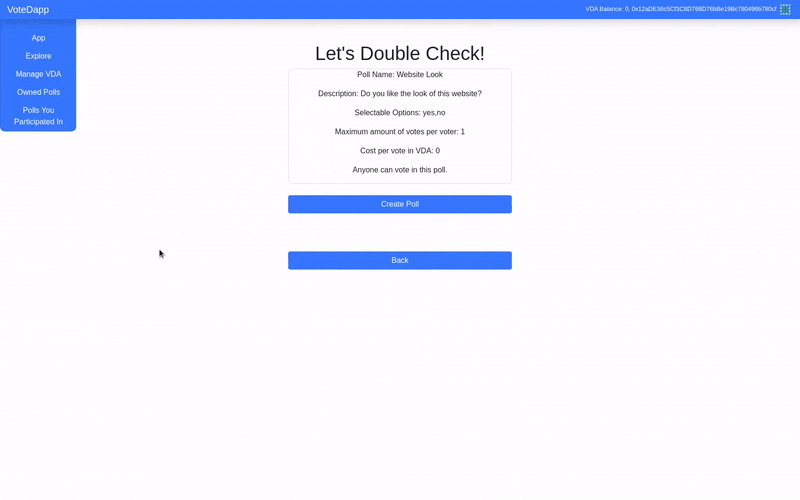 VoteDapp
VDA Balance: 0,
App
Explore
Manage VDA
Owned Polls
Polls You
Participated In
Let's Double Check!
Poll Name: Website Look
Description: Do you like the look of this website?
Selectable Options: yes,no
Maximum amount of votes per voter: 1
Cost per vote in VDA: 0
Anyone can vote in this poll.
Create Poll
Back